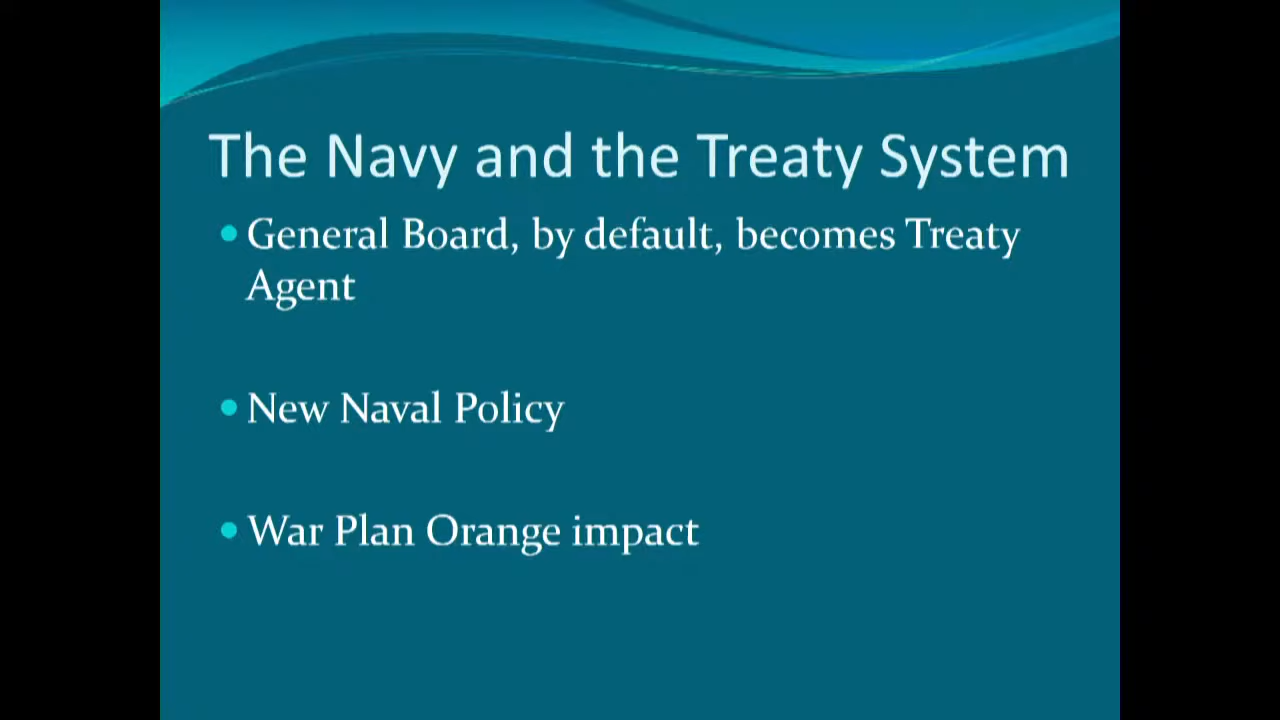 The Navy and the Treaty System
• General Board, by default, becomes Treaty
Agent
• New Naval Policy
• War Plan Orange impact